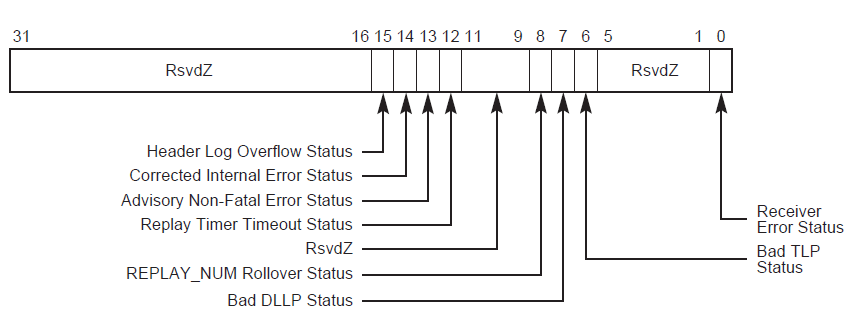 31 16 15 14 13 12 11 9 8 7 6 5 1 0
RsvdZ RsvdZ
Header Log Overflow Status
Corrected Internal Error Status
Advisory Non-Fatal Error Status
Replay Timer Timeout Status
RsvdZ
REPLAY_NUM Rollover Status
Bad DLLP Status
Receiver
Error Status
Bad TLP
Status